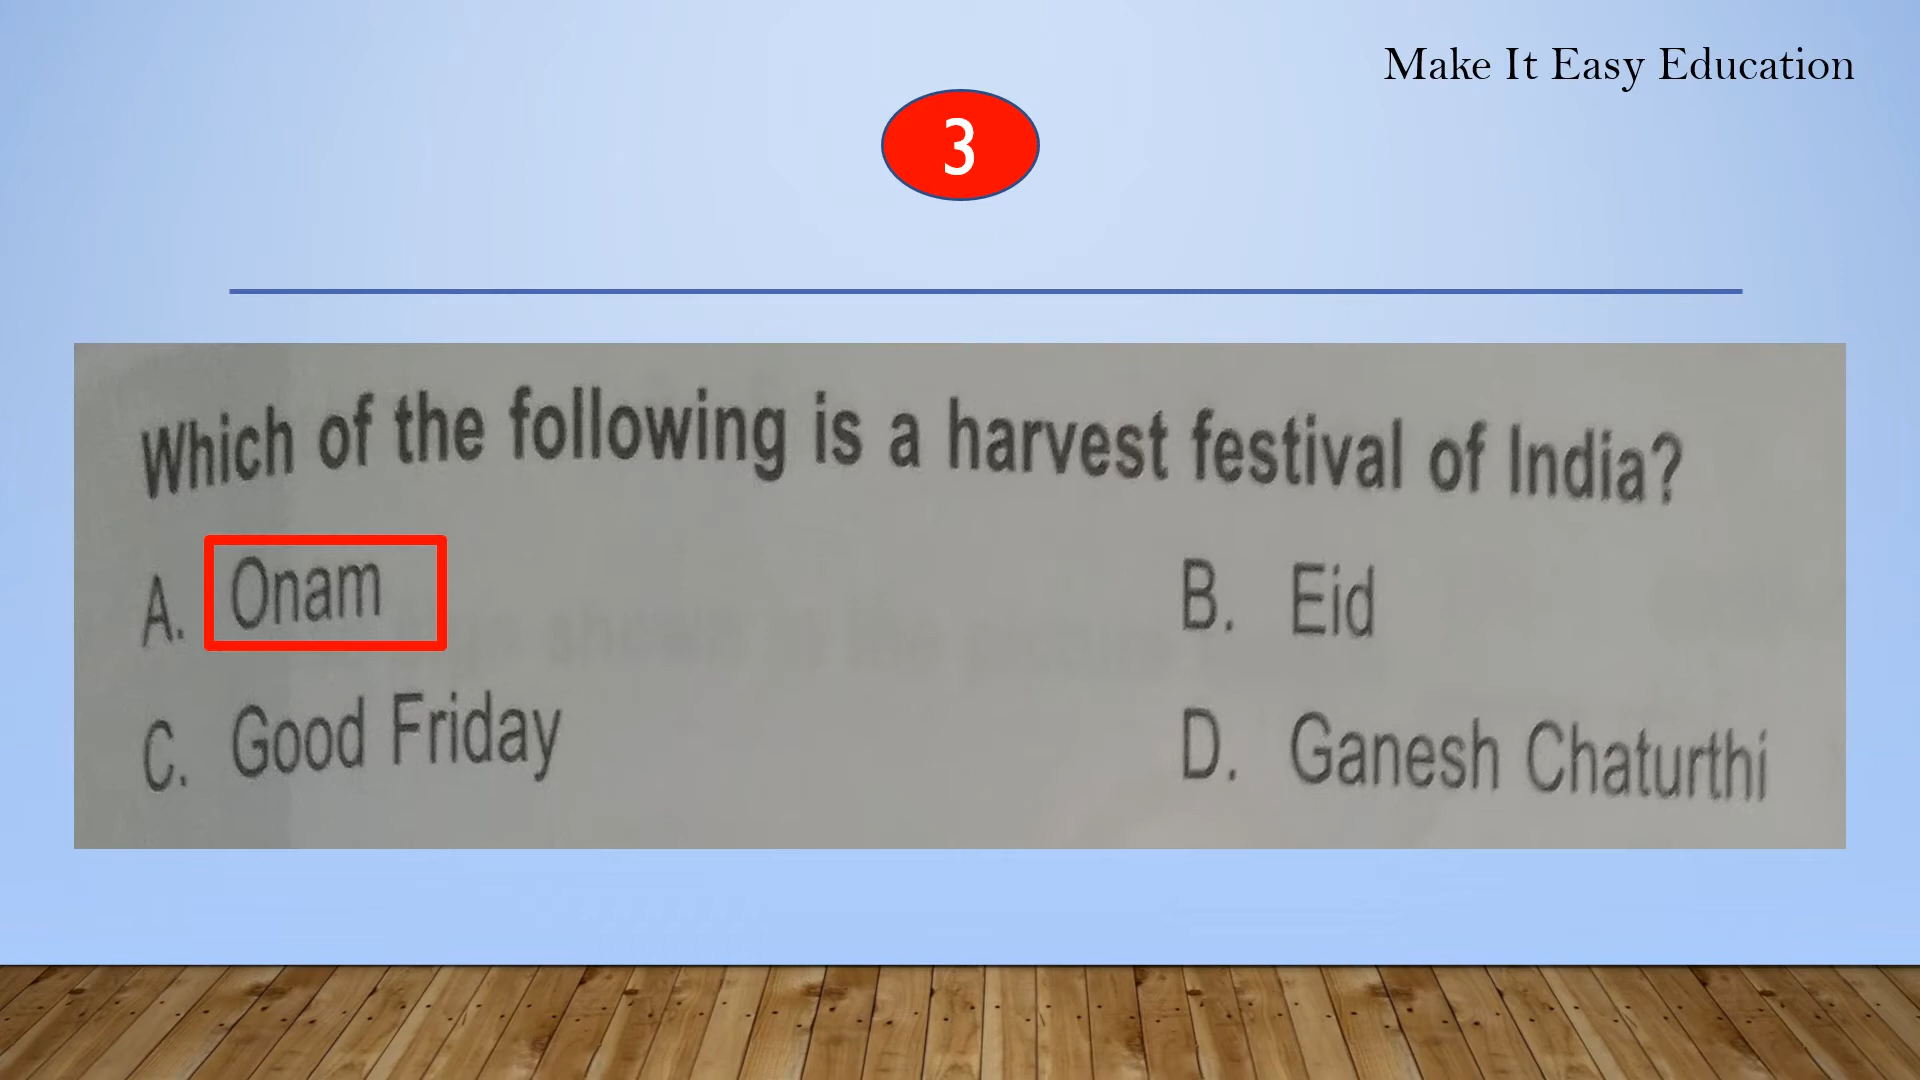 Make It Easy Education
3
Which of the following is a harvest festival of India?
A. Onam
B. Eid
C. Good Friday
D. Ganesh Chaturthi